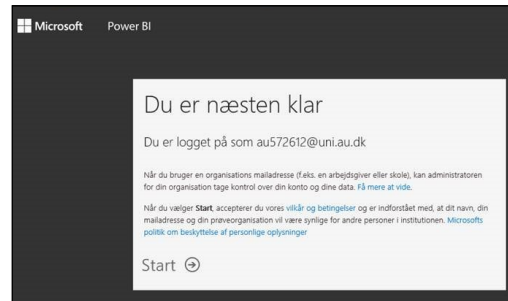 Microsoft Power BI
Du er næsten klar
Du er logget på som au572612@uni.au.dk
Når du bruger en organisations mailadresse (f.eks. en arbejdsgiver eller skole), kan administratoren
for din organisation tage kontrol over din konto og dine data. Få mere at vide.
Når du vælger Start, accepterer du vores vilkår og betingelser og er indforstået med, at dit navn, din
mailadresse og din prøveorganisation vil være synlige for andre personer i institutionen. Microsofts
politik om beskyttelse af personlige oplysninger
Start